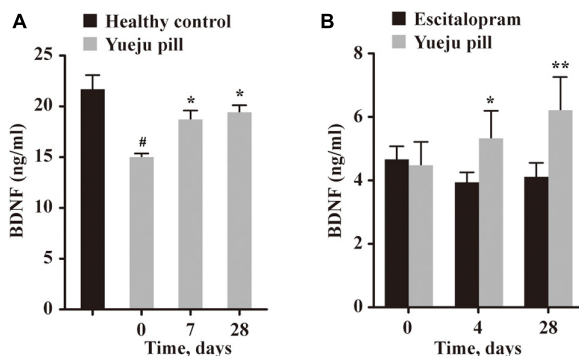 A
Healthy control
Yueju pill
BDNF (ng/ml)
25
20
15
10
5
0
#
*
*
0 7 28
Time, days
B
Escitalopram
Yueju pill
BDNF (ng/ml)
8
6
4
2
0
*
**
0 4 28
Time, days